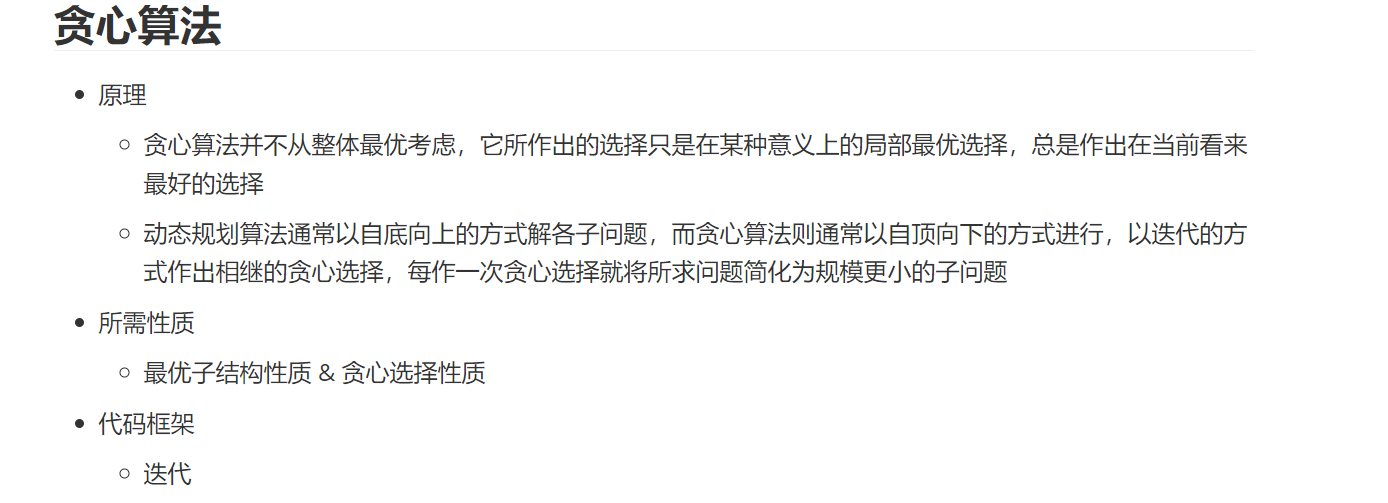 贪心算法
原理
贪心算法并不从整体最优考虑，它所作出的选择只是在某种意义上的局部最优选择，总是作出在当前看来
最好的选择
动态规划算法通常以自底向上的方式解各子问题，而贪心算法则通常以自顶向下的方式进行，以迭代的方
式作出相继的贪心选择，每作一次贪心选择就将所求问题简化为规模更小的子问题
所需性质
最优子结构性质 & 贪心选择性质
代码框架
迭代